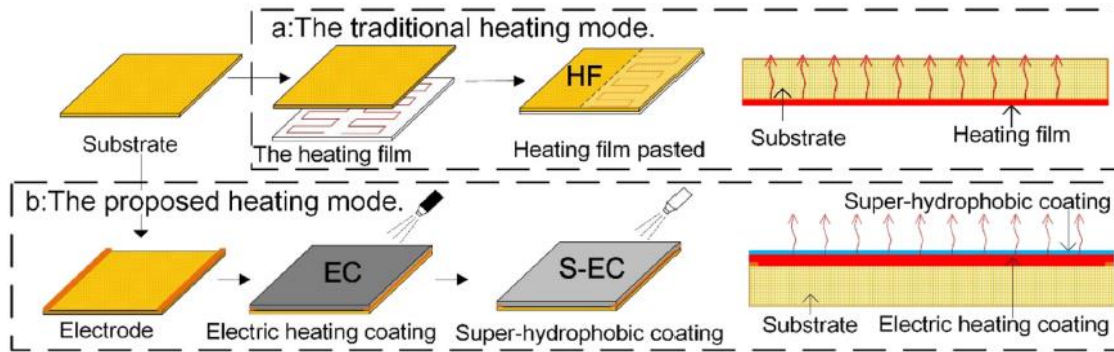 a:The traditional heating mode.
HF
Substrate
The heating film
Heating film pasted
Substrate
Heating film
b:The proposed heating mode.
EC
S-EC
Electrode
Electric heating coating
Super-hydrophobic coating
Super-hydrophobic coating
Substrate
Electric heating coating